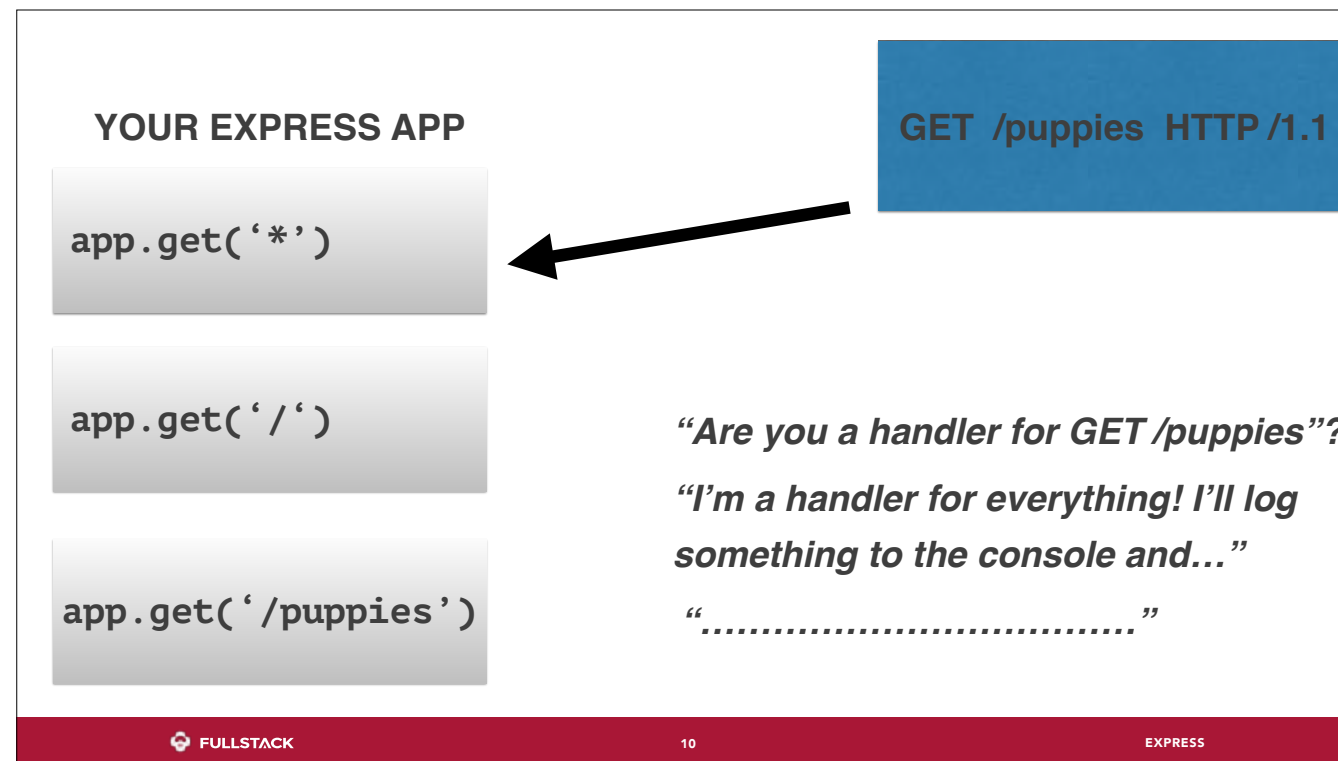 YOUR EXPRESS APP
GET /puppies HTTP /1.1
app.get(‘*’)
app.get(‘/‘)
app.get(‘/puppies’)
“Are you a handler for GET /puppies”?
“I’m a handler for everything! I’ll log
something to the console and…”
“………………………………”
FULLSTACK
10
EXPRESS